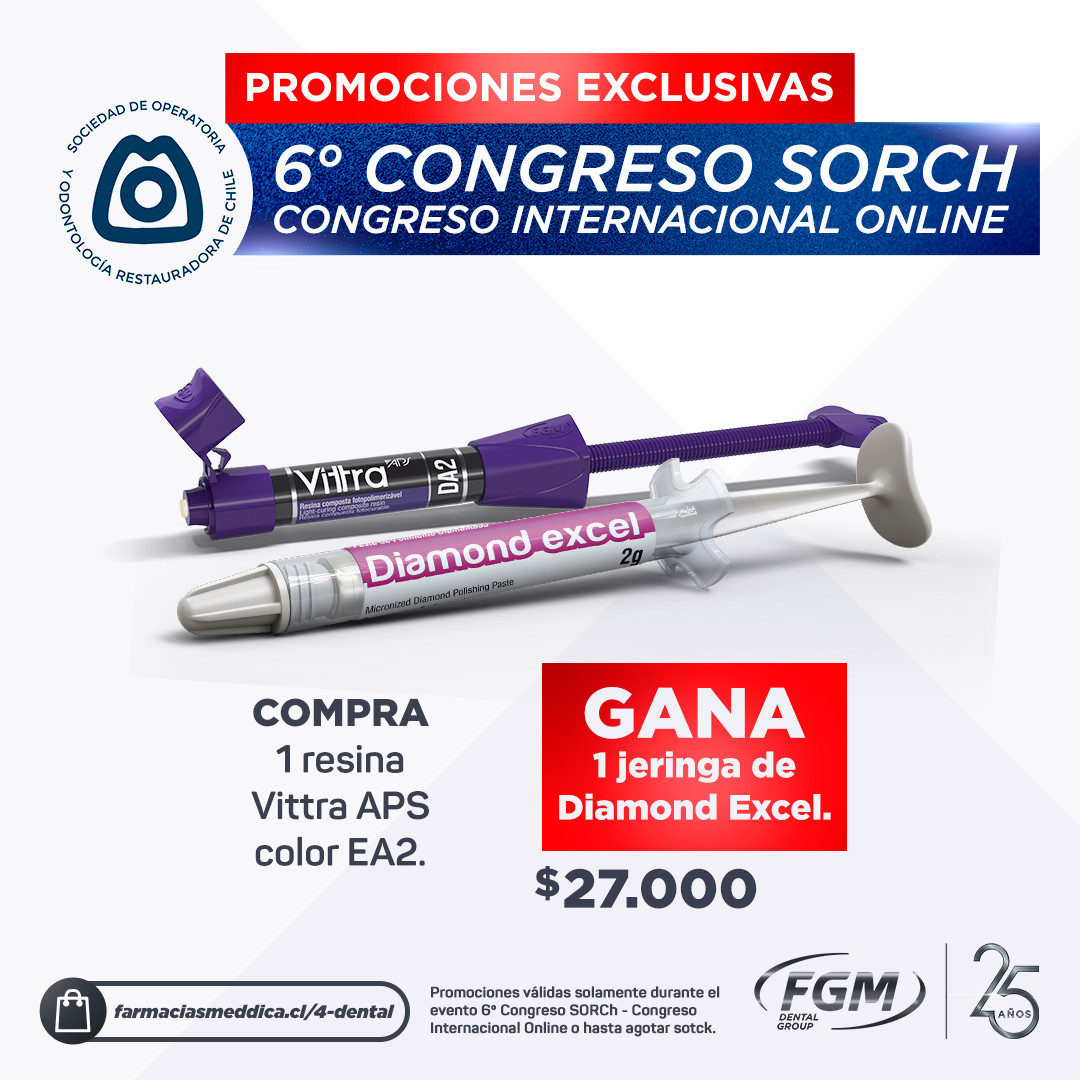 PROMOCIONES EXCLUSIVAS
SOCIEDAD DE OPERATORIA
Y ODONTOLOGÍA RESTAURADORA DE CHILE
6º CONGRESO SORCH
CONGRESO INTERNACIONAL ONLINE
FGM
Vittra APS
DA2
Resina composta fotopolimerizável
Light-curing composite resin
Resina compuesta fotocurable
Diamond excel
2g
Micronized Diamond Polishing Paste
COMPRA
1 resina
Vittra APS
color EA2.
GANA
1 jeringa de
Diamond Excel.
$27.000
farmaciasmeddica.cl/4-dental
Promociones válidas solamente durante el
evento 6º Congreso SORCh - Congreso
Internacional Online o hasta agotar sotck.
FGM
DENTAL
GROUP
25
AÑOS